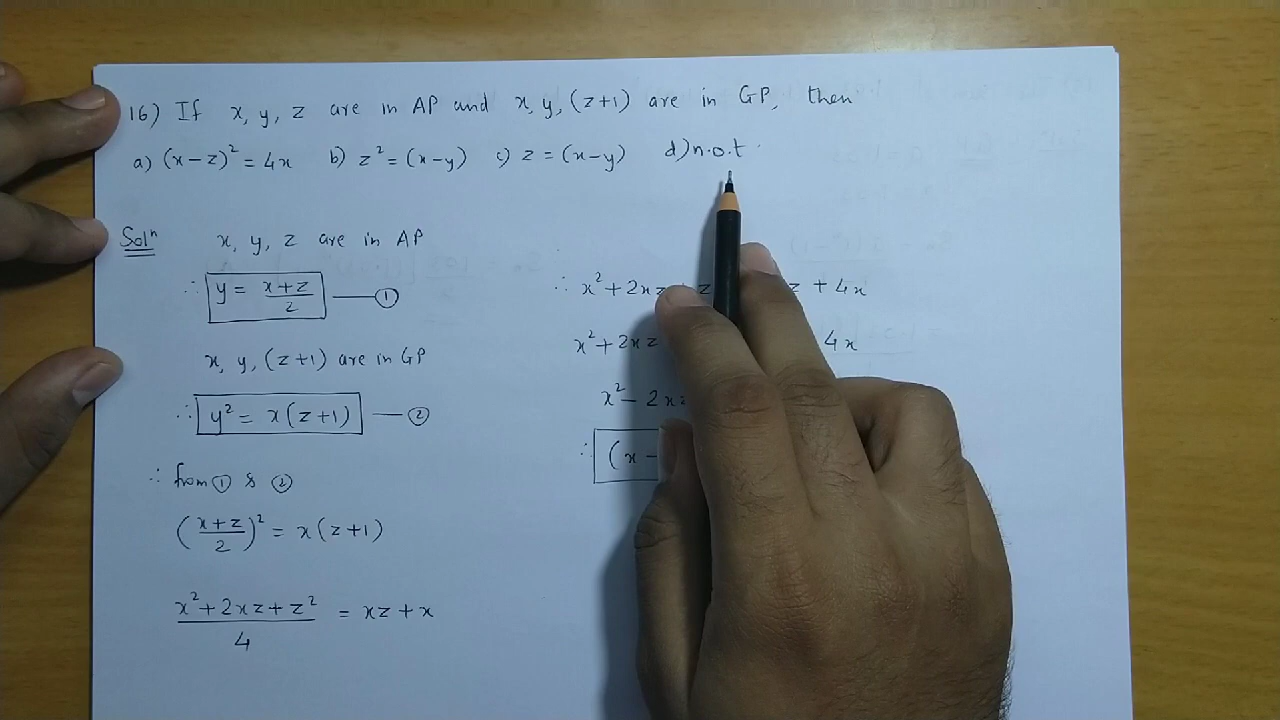 16) If x, y, z are in AP and x, y, (z+1) are in GP, then
a) (x-z)² = 4x b) z² = (x-y) c) z = (x-y) d) n.o.t.
Solⁿ
x, y, z are in AP
∴ y = (x+z)/2 —— ①
x, y, (z+1) are in GP
∴ y² = x(z+1) —— ②
∴ from ① & ②
((x+z)/2)² = x(z+1)
(x²+2xz+z²)/4 = xz+x
∴ x²+2xz z z + 4x
x²+2xz 4x
x²- 2xz
∴ (x-